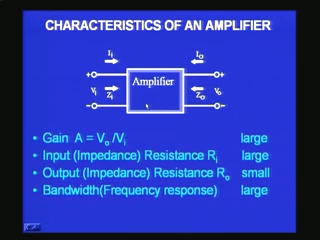 CHARACTERISTICS OF AN AMPLIFIER
Ii Io
+ +
Amplifier
Vi Zi Zo Vo
- -
• Gain A = Vo /Vi large
• Input (Impedance) Resistance Ri large
• Output (Impedance) Resistance Ro small
• Bandwidth(Frequency response) large